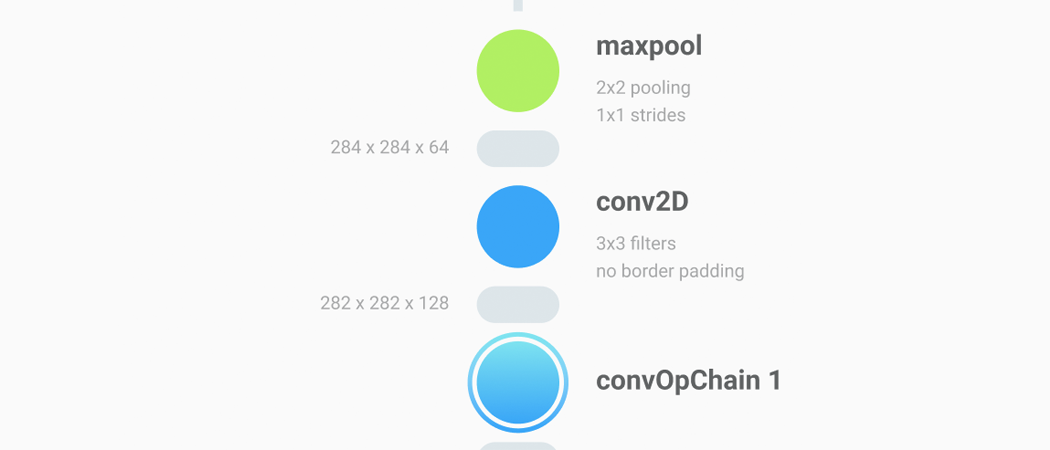 maxpool
2x2 pooling
1x1 strides
284 x 284 x 64
conv2D
3x3 filters
no border padding
282 x 282 x 128
convOpChain 1